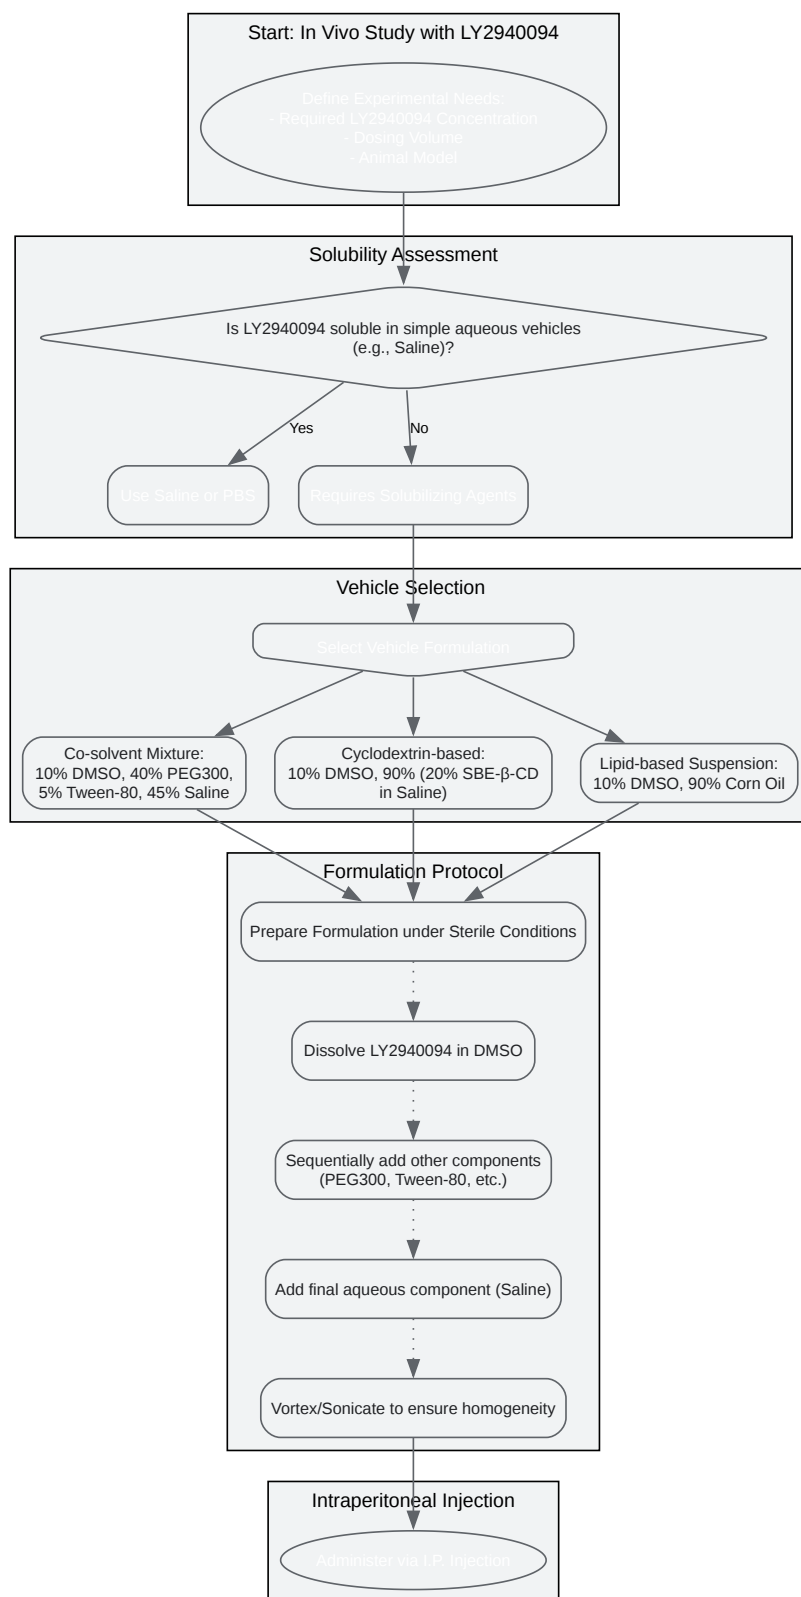 Start: In Vivo Study with LY2940094
Define Experimental Needs:
- Required LY2940094 Concentration
- Dosing Volume
- Animal Model
Solubility Assessment
Is LY2940094 soluble in simple aqueous vehicles
(e.g., Saline)?
Yes
No
Use Saline or PBS
Requires Solubilizing Agents
Vehicle Selection
Select Vehicle Formulation
Co-solvent Mixture:
10% DMSO, 40% PEG300,
5% Tween-80, 45% Saline
Cyclodextrin-based:
10% DMSO, 90% (20% SBE-β-CD
in Saline)
Lipid-based Suspension:
10% DMSO, 90% Corn Oil
Formulation Protocol
Prepare Formulation under Sterile Conditions
Dissolve LY2940094 in DMSO
Sequentially add other components
(PEG300, Tween-80, etc.)
Add final aqueous component (Saline)
Vortex/Sonicate to ensure homogeneity
Intraperitoneal Injection
Administer via I.P. Injection